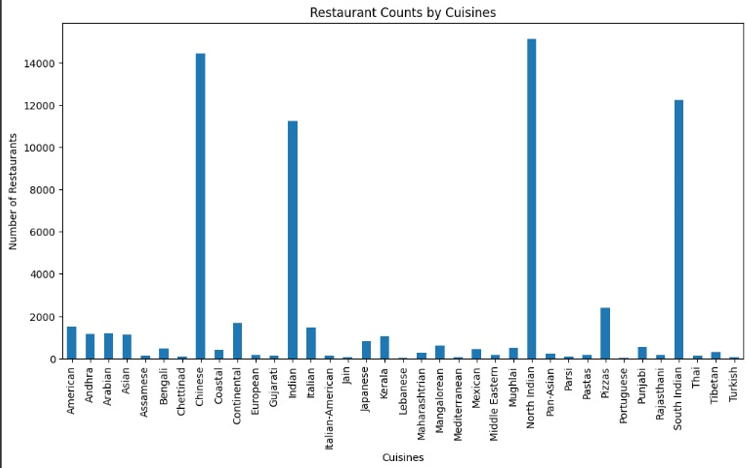 Restaurant Counts by Cuisines
Number of Restaurants
14000
12000
10000
8000
6000
4000
2000
0
American
Andhra
Arabian
Asian
Assamese
Bengali
Chettinad
Chinese
Coastal
Continental
European
Gujarati
Indian
Italian
Italian-American
Jain
Japanese
Kerala
Lebanese
Maharashtrian
Mangalorean
Mediterranean
Mexican
Middle Eastern
Mughlai
North Indian
Pan-Asian
Parsi
Pastas
Pizzas
Portuguese
Punjabi
Rajasthani
South Indian
Thai
Tibetan
Turkish
Cuisines